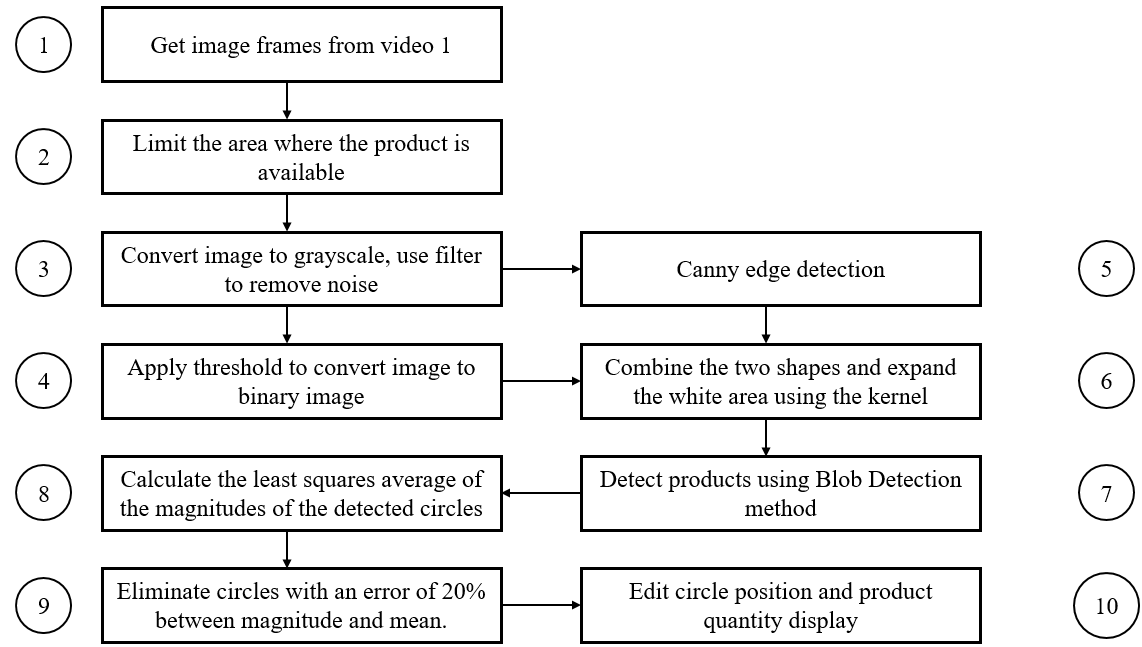 1
Get image frames from video 1
2
Limit the area where the product is
available
3
Convert image to grayscale, use filter
to remove noise
Canny edge detection
5
4
Apply threshold to convert image to
binary image
Combine the two shapes and expand
the white area using the kernel
6
8
Calculate the least squares average of
the magnitudes of the detected circles
Detect products using Blob Detection
method
7
9
Eliminate circles with an error of 20%
between magnitude and mean.
Edit circle position and product
quantity display
10